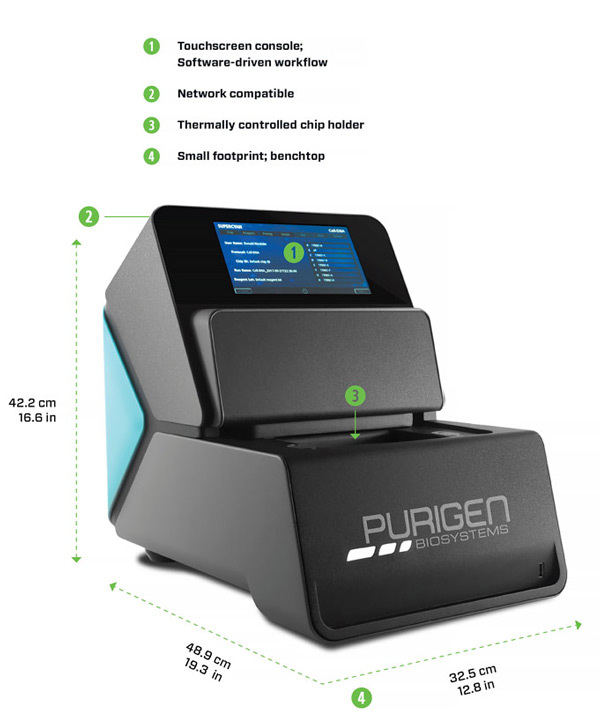 1 Touchscreen console;
Software-driven workflow
2 Network compatible
3 Thermally controlled chip holder
4 Small footprint; benchtop
2
Cell-DNA
1
42.2 cm
16.6 in
3
PURIGEN
BIOSYSTEMS
48.9 cm
19.3 in
32.5 cm
12.8 in
4